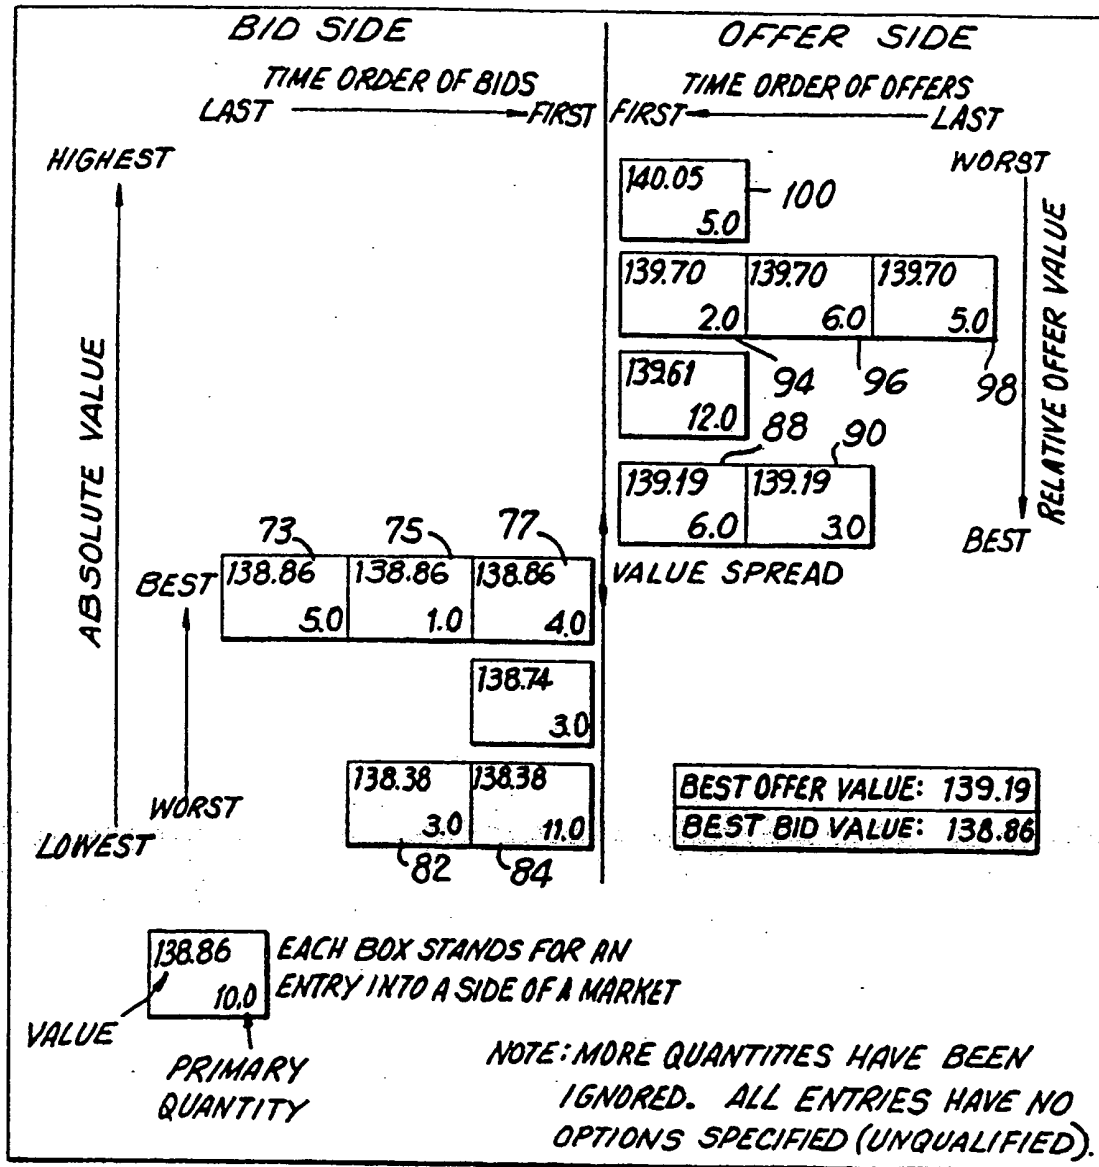 BID SIDE
OFFER SIDE
TIME ORDER OF BIDS
TIME ORDER OF OFFERS
LAST
FIRST
FIRST
LAST
HIGHEST
WORST
140.05
5.0
100
139.70
139.70
139.70
2.0
6.0
5.0
94
96
98
139.61
12.0
88
90
139.19
139.19
6.0
3.0
RELATIVE OFFER VALUE
BEST
ABSOLUTE VALUE
VALUE SPREAD
73
75
77
BEST
138.86
138.86
138.86
5.0
1.0
4.0
138.74
3.0
138.38
138.38
3.0
11.0
82
84
WORST
LOWEST
BEST OFFER VALUE: 139.19
BEST BID VALUE: 138.86
138.86
10.0
EACH BOX STANDS FOR AN
ENTRY INTO A SIDE OF A MARKET
VALUE
PRIMARY
QUANTITY
NOTE: MORE QUANTITIES HAVE BEEN
IGNORED. ALL ENTRIES HAVE NO
OPTIONS SPECIFIED (UNQUALIFIED).